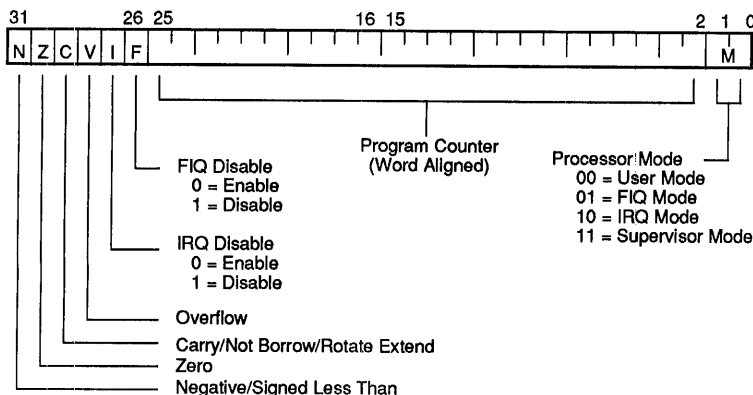 31 26 25 16 15 2 1 0
N Z C V I F M
Program Counter
(Word Aligned)
Processor Mode
00 = User Mode
01 = FIQ Mode
10 = IRQ Mode
11 = Supervisor Mode
FIQ Disable
0 = Enable
1 = Disable
IRQ Disable
0 = Enable
1 = Disable
Overflow
Carry/Not Borrow/Rotate Extend
Zero
Negative/Signed Less Than